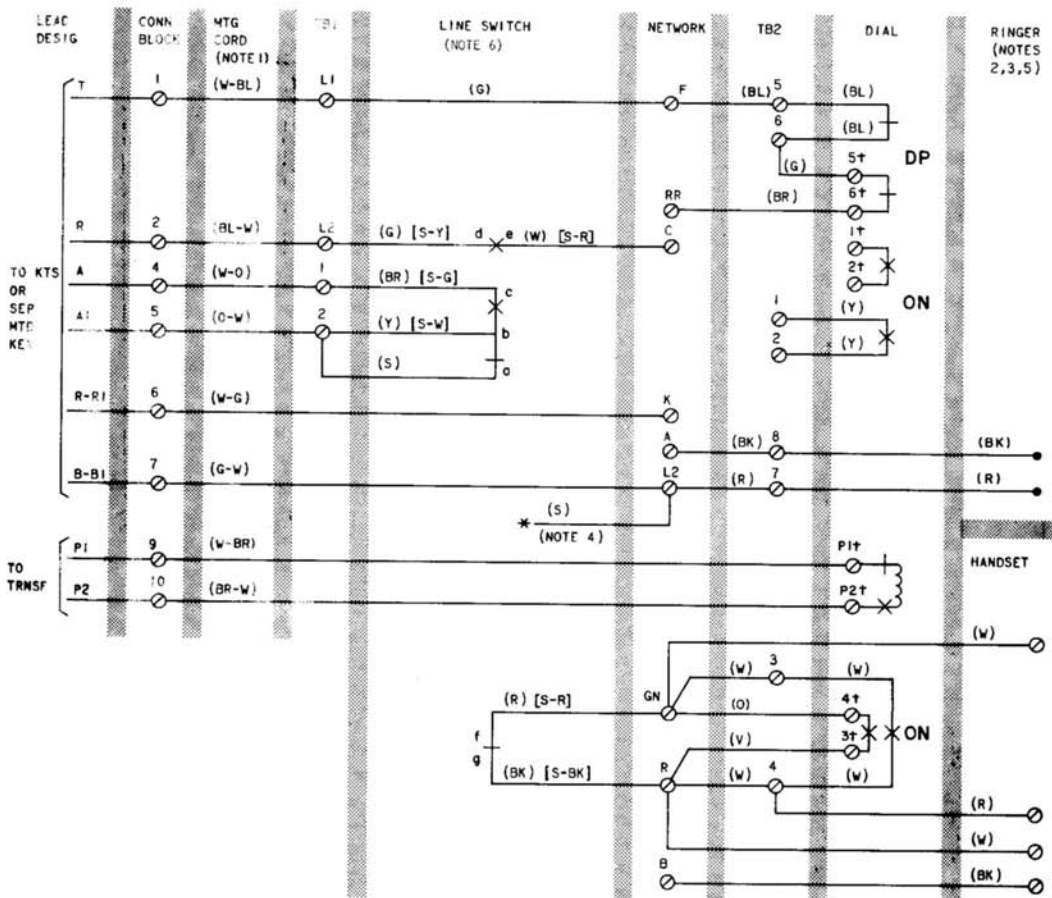 LEAD DESIG
CONN BLOCK
MTG CORD (NOTE 1)
TB1
LINE SWITCH (NOTE 6)
NETWORK
TB2
DIAL
RINGER (NOTES 2,3,5)
T 1 (W-BL) L1 (G) F (BL) 5 (BL)
6 (BL)
DP
(G) 5†
RR (BR) 6†
R 2 (BL-W) L2 (G) [S-Y] d e (W) [S-R] C
1†
2†
ON
TO KTS
OR
SEP
MTD
KEY
A 4 (W-O) 1 (BR) [S-G] c
A1 5 (O-W) 2 (Y) [S-W] b
(S) a
1 (Y)
2 (Y)
R-R1 6 (W-G) K
A (BK) 8 (BK)
B-B1 7 (G-W) L2 (R) 7 (R)
* (S)
(NOTE 4)
TO
TRNSF
P1 9 (W-BR) P1†
P2 10 (BR-W) P2†
HANDSET
(W)
GN (W) 3 (W)
(R) [S-R] (O) 4†
f
g
(V) 3†
ON
(BK) [S-BK] R (W) 4 (W)
(R)
(W)
B (BK)